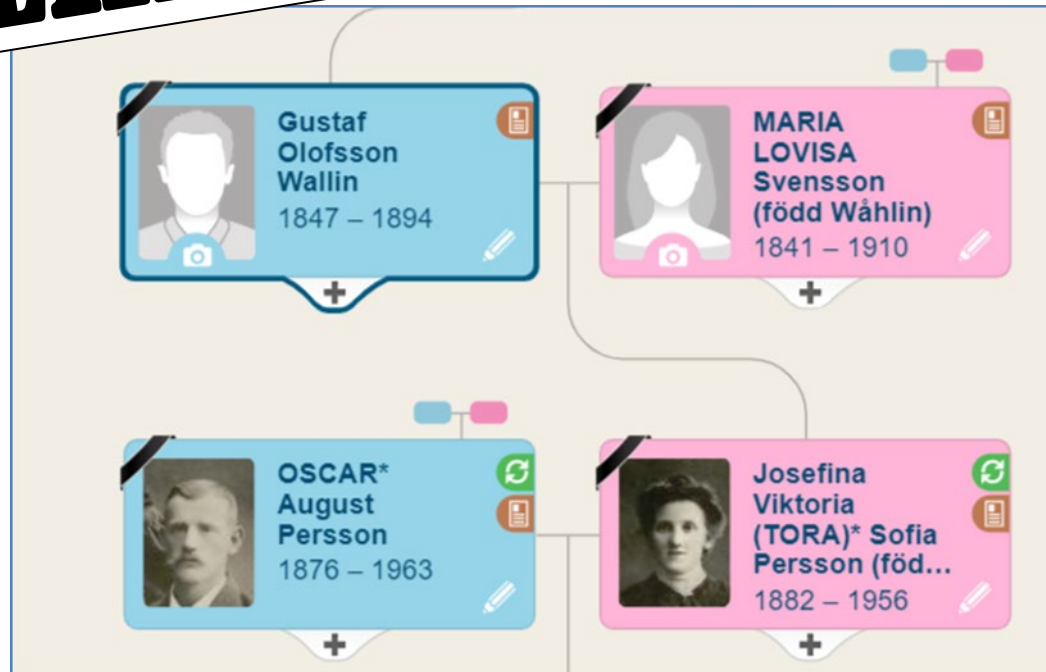 Gustaf
Olofsson
Wallin
1847 – 1894
MARIA
LOVISA
Svensson
(född Wåhlin)
1841 – 1910
OSCAR*
August
Persson
1876 – 1963
Josefina
Viktoria
(TORA)* Sofia
Persson (föd...
1882 – 1956